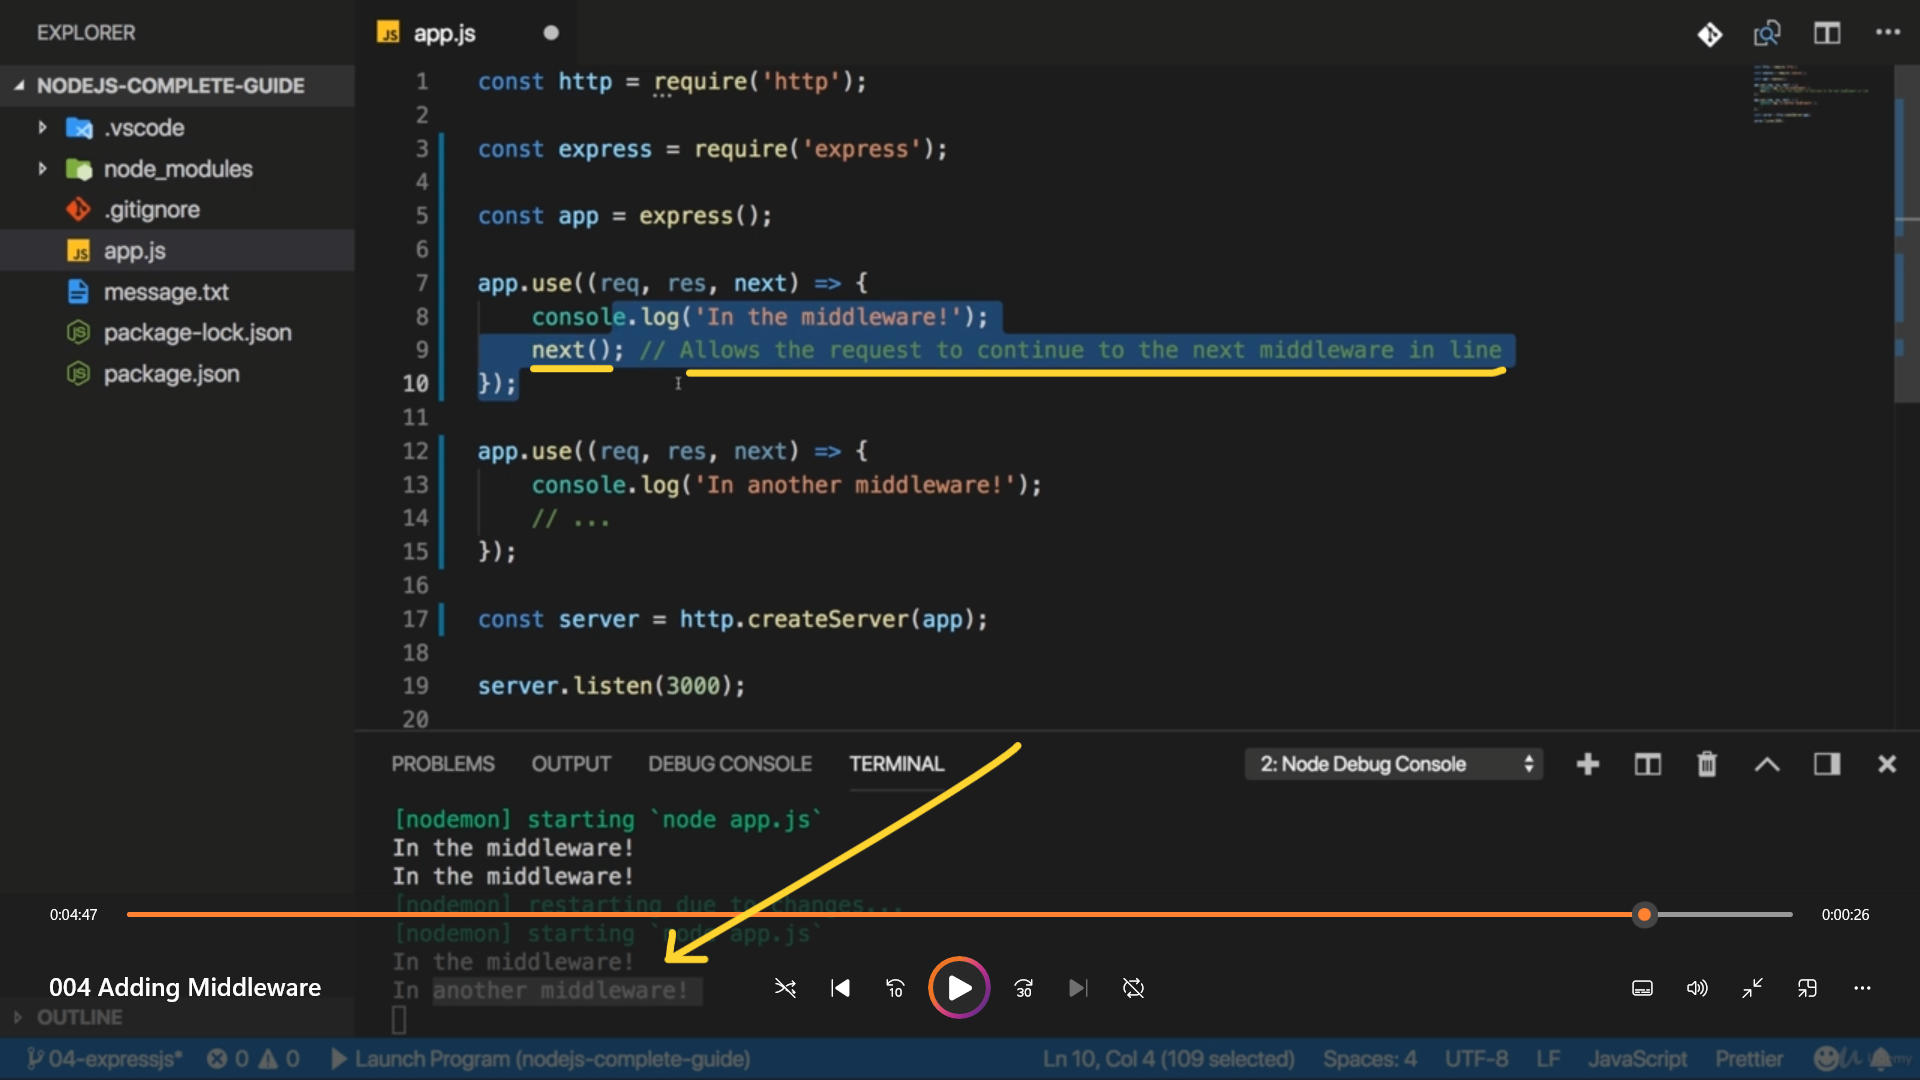 EXPLORER
NODEJS-COMPLETE-GUIDE
.vscode
node_modules
.gitignore
JS app.js
message.txt
package-lock.json
package.json
OUTLINE
JS app.js
1 const http = require('http');
2
3 const express = require('express');
4
5 const app = express();
6
7 app.use((req, res, next) => {
8 console.log('In the middleware!');
9 next(); // Allows the request to continue to the next middleware in line
10 });
11
12 app.use((req, res, next) => {
13 console.log('In another middleware!');
14 // ...
15 });
16
17 const server = http.createServer(app);
18
19 server.listen(3000);
20
PROBLEMS OUTPUT DEBUG CONSOLE TERMINAL 2: Node Debug Console
[nodemon] starting `node app.js`
In the middleware!
In the middleware!
[nodemon] restarting due to changes...
[nodemon] starting `node app.js`
In the middleware!
In another middleware!
0:04:47 0:00:26
004 Adding Middleware
10 30
04-expressjs* 0 0 Launch Program (nodejs-complete-guide) Ln 10, Col 4 (109 selected) Spaces: 4 UTF-8 LF JavaScript Prettier